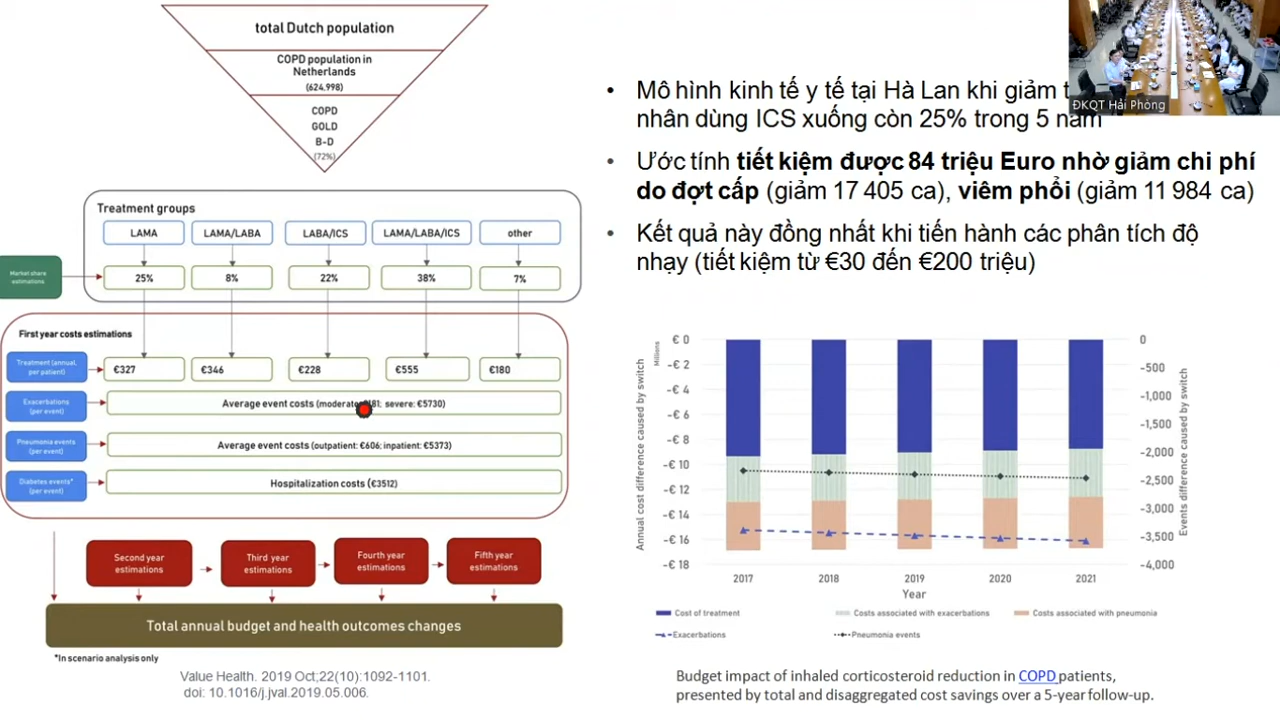 total Dutch population
COPD population in
Netherlands
(624.998)
COPD
GOLD
B-D
(72%)
Treatment groups
LAMA
LAMA/LABA
LABA/ICS
LAMA/LABA/ICS
other
Market share
estimations
25%
8%
22%
38%
7%
First year costs estimations
Treatment (annual,
per patient)
€327
€346
€228
€555
€180
Exacerbations
(per event)
Average event costs (moderate 81; severe: €5730)
Pneumonia events
(per event)
Average event costs (outpatient: €606; inpatient: €5373)
Diabetes events*
(per event)
Hospitalization costs (€3512)
Second year
estimations
Third year
estimations
Fourth year
estimations
Fifth year
estimations
Total annual budget and health outcomes changes
*In scenario analysis only
Value Health. 2019 Oct;22(10):1092-1101.
doi: 10.1016/j.jval.2019.05.006.
ĐKQT Hải Phòng
• Mô hình kinh tế y tế tại Hà Lan khi giảm
nhân dùng ICS xuống còn 25% trong 5 năm
• Ước tính tiết kiệm được 84 triệu Euro nhờ giảm chi phí
do đợt cấp (giảm 17 405 ca), viêm phổi (giảm 11 984 ca)
• Kết quả này đồng nhất khi tiến hành các phân tích độ
nhạy (tiết kiệm từ €30 đến €200 triệu)
Annual cost difference caused by switch
Millions
€ 0
-€ 2
-€ 4
-€ 6
-€ 8
-€ 10
-€ 12
-€ 14
-€ 16
-€ 18
0
-500
-1,000
-1,500
-2,000
-2,500
-3,000
-3,500
-4,000
Events difference caused by switch
2017
2018
2019
2020
2021
Year
Cost of treatment
Costs associated with exacerbations
Costs associated with pneumonia
Exacerbations
Pneumonia events
Budget impact of inhaled corticosteroid reduction in COPD patients,
presented by total and disaggregated cost savings over a 5-year follow-up.